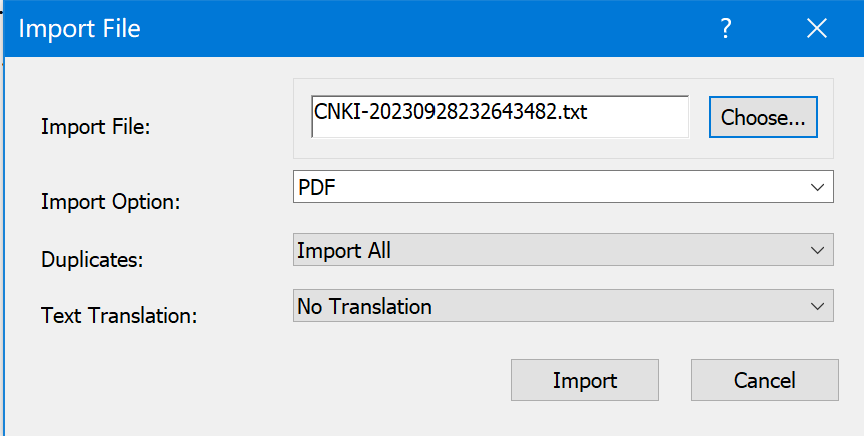 Import File
?
Import File:
CNKI-20230928232643482.txt
Choose...
Import Option:
PDF
Duplicates:
Import All
Text Translation:
No Translation
Import
Cancel